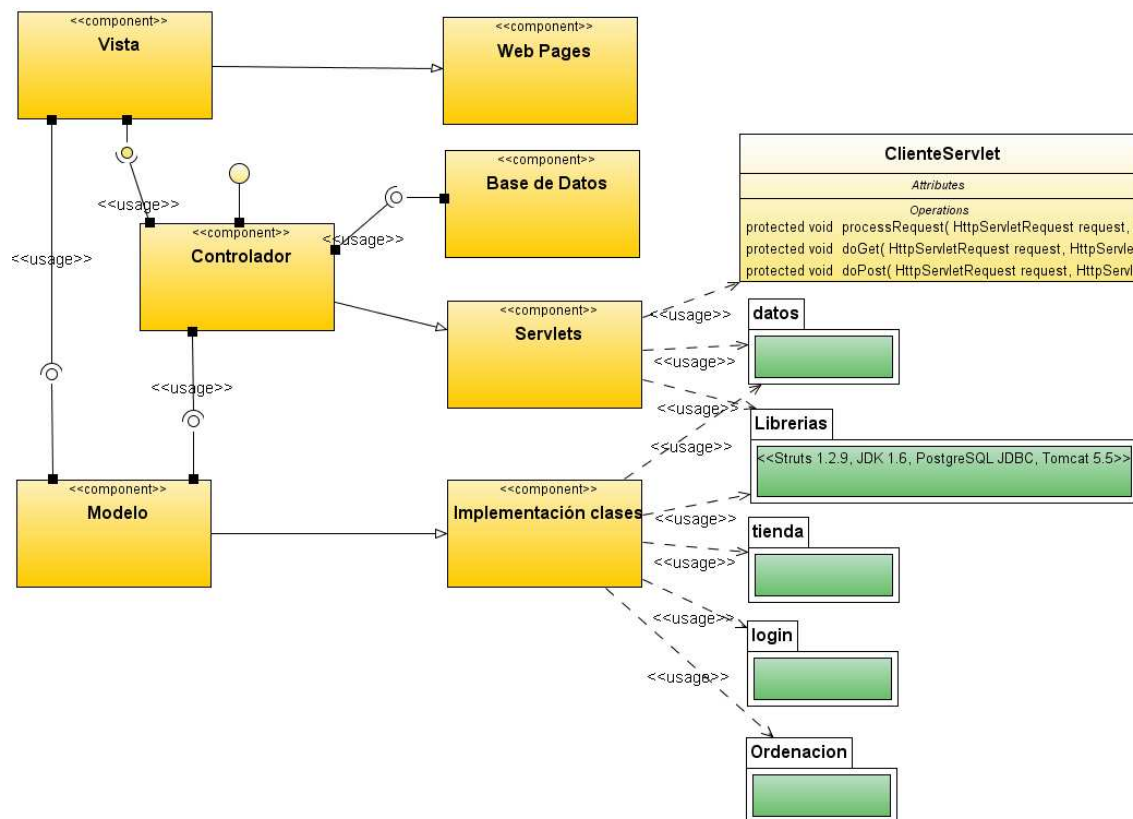 <<component>>
Vista
<<component>>
Web Pages
<<usage>>
<<component>>
Base de Datos
<<usage>>
<<component>>
Controlador
<<usage>>
ClienteServlet
Attributes
Operations
protected void processRequest( HttpServletRequest request,
protected void doGet( HttpServletRequest request, HttpServl
protected void doPost( HttpServletRequest request, HttpServl
<<component>>
Servlets
<<usage>>
<<usage>>
<<usage>>
datos
<<usage>>
<<usage>>
Librerias
<<Struts 1.2.9, JDK 1.6, PostgreSQL JDBC, Tomcat 5.5>>
<<component>>
Modelo
<<component>>
Implementación clases
<<usage>>
<<usage>>
tienda
<<usage>>
login
<<usage>>
Ordenacion